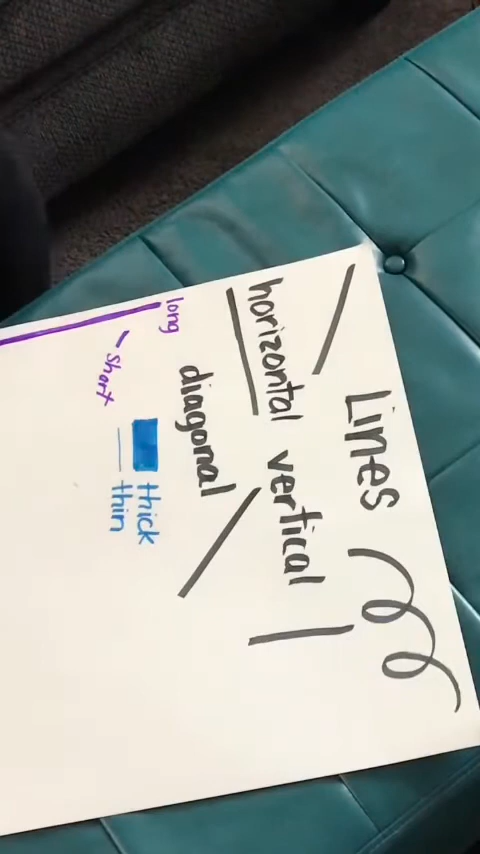 Lines
horizontal vertical
diagonal
long
short
thick
thin